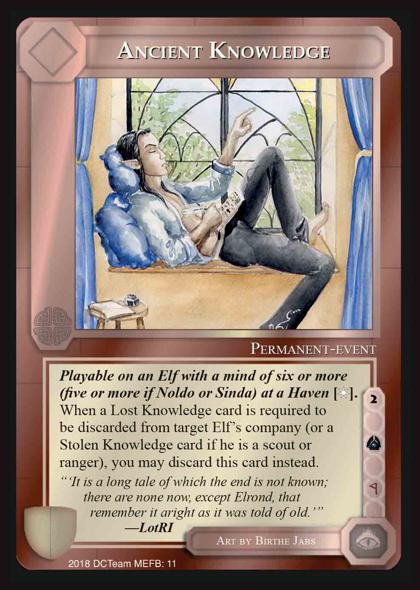 ANCIENT KNOWLEDGE
PERMANENT-EVENT
Playable on an Elf with a mind of six or more
(five or more if Noldo or Sinda) at a Haven [].
When a Lost Knowledge card is required to
be discarded from target Elf's company (or a
Stolen Knowledge card if he is a scout or
ranger), you may discard this card instead.
“‘It is a long tale of which the end is not known;
there are none now, except Elrond, that
remember it aright as it was told of old.’”
—LotRI
2
ART BY BIRTHE JABS
2018 DCTeam MEFB: 11